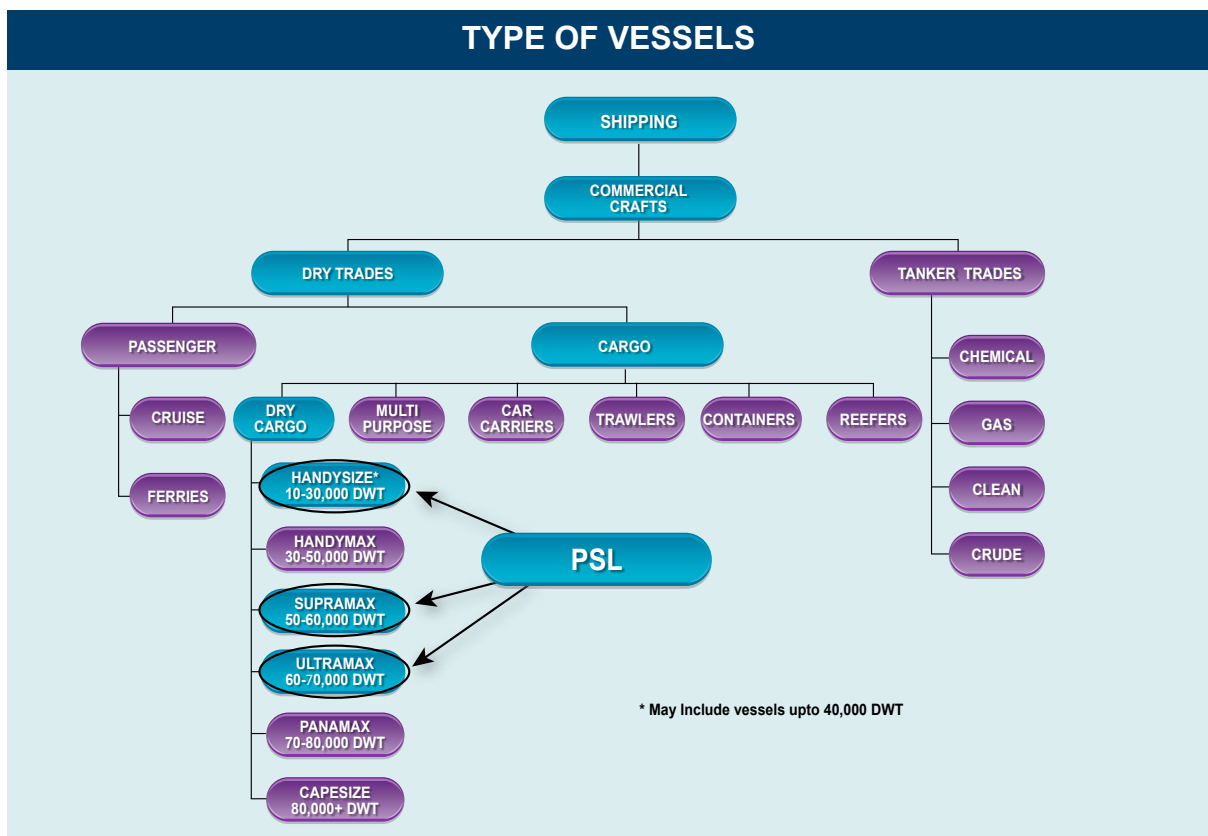 TYPE OF VESSELS
SHIPPING
COMMERCIAL
CRAFTS
DRY TRADES
TANKER TRADES
PASSENGER
CARGO
CHEMICAL
CRUISE
DRY
CARGO
MULTI
PURPOSE
CAR
CARRIERS
TRAWLERS
CONTAINERS
REEFERS
GAS
FERRIES
HANDYSIZE*
10-30,000 DWT
CLEAN
HANDYMAX
30-50,000 DWT
PSL
CRUDE
SUPRAMAX
50-60,000 DWT
ULTRAMAX
60-70,000 DWT
* May Include vessels upto 40,000 DWT
PANAMAX
70-80,000 DWT
CAPESIZE
80,000+ DWT